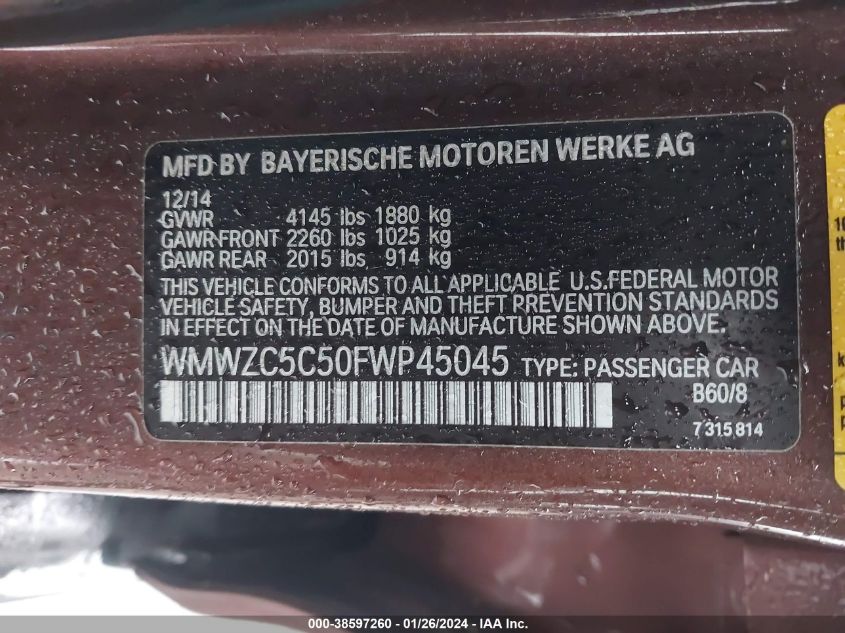 MFD BY BAYERISCHE MOTOREN WERKE AG
12/14
GVWR 4145 lbs 1880 kg
GAWR-FRONT 2260 lbs 1025 kg
GAWR REAR 2015 lbs 914 kg
THIS VEHICLE CONFORMS TO ALL APPLICABLE U.S.FEDERAL MOTOR
VEHICLE SAFETY, BUMPER AND THEFT PREVENTION STANDARDS
IN EFFECT ON THE DATE OF MANUFACTURE SHOWN ABOVE.
WMWZC5C50FWP45045 TYPE: PASSENGER CAR
B60/8
7 315 814
000-38597260 - 01/26/2024 - IAA, Inc.